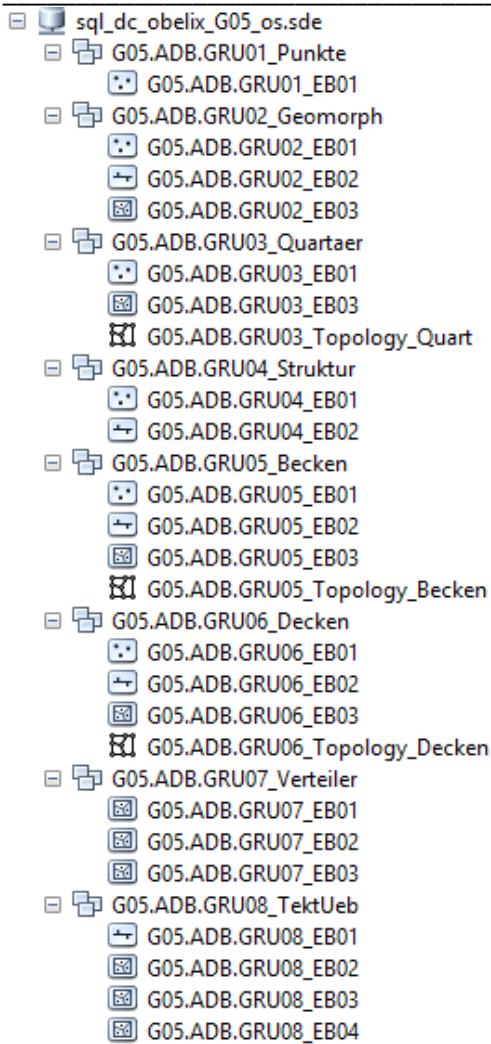 sql_dc_obelix_G05_os.sde
G05.ADB.GRU01_Punkte
G05.ADB.GRU01_EB01
G05.ADB.GRU02_Geomorph
G05.ADB.GRU02_EB01
G05.ADB.GRU02_EB02
G05.ADB.GRU02_EB03
G05.ADB.GRU03_Quartaer
G05.ADB.GRU03_EB01
G05.ADB.GRU03_EB03
G05.ADB.GRU03_Topology_Quart
G05.ADB.GRU04_Struktur
G05.ADB.GRU04_EB01
G05.ADB.GRU04_EB02
G05.ADB.GRU05_Becken
G05.ADB.GRU05_EB01
G05.ADB.GRU05_EB02
G05.ADB.GRU05_EB03
G05.ADB.GRU05_Topology_Becken
G05.ADB.GRU06_Decken
G05.ADB.GRU06_EB01
G05.ADB.GRU06_EB02
G05.ADB.GRU06_EB03
G05.ADB.GRU06_Topology_Decken
G05.ADB.GRU07_Verteiler
G05.ADB.GRU07_EB01
G05.ADB.GRU07_EB02
G05.ADB.GRU07_EB03
G05.ADB.GRU08_TektUeb
G05.ADB.GRU08_EB01
G05.ADB.GRU08_EB02
G05.ADB.GRU08_EB03
G05.ADB.GRU08_EB04